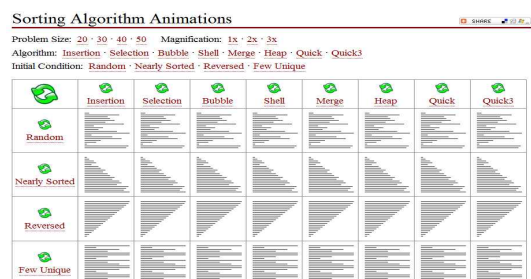 Sorting Algorithm Animations
SHARE
Problem Size: 20 · 30 · 40 · 50 Magnification: 1x · 2x · 3x
Algorithm: Insertion · Selection · Bubble · Shell · Merge · Heap · Quick · Quick3
Initial Condition: Random · Nearly Sorted · Reversed · Few Unique
Insertion Selection Bubble Shell Merge Heap Quick Quick3
Random
Nearly Sorted
Reversed
Few Unique